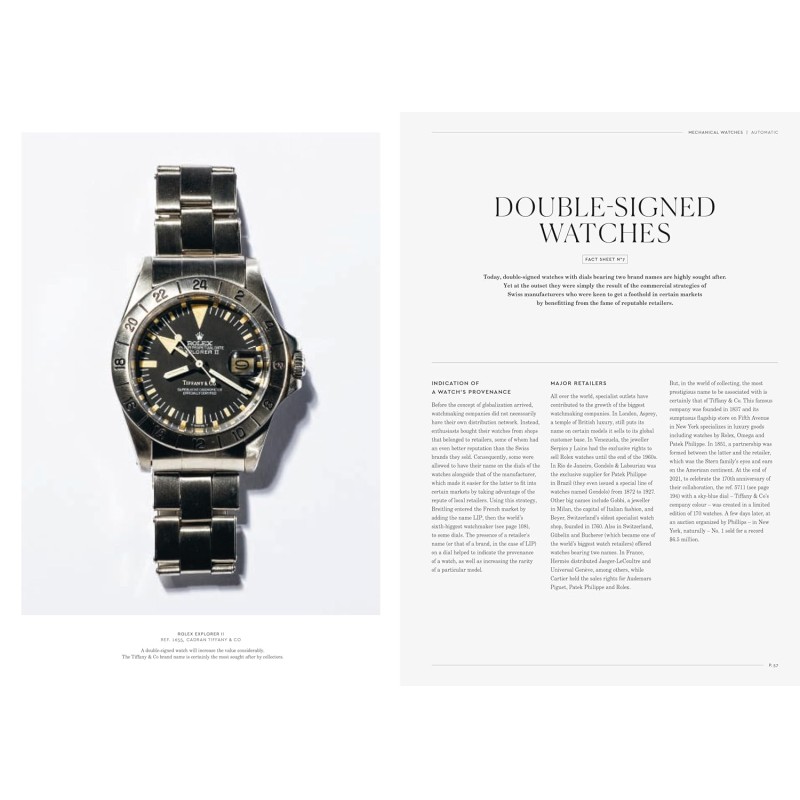 24
22
20
18
16
ROLEX
EXPLORER II
TIFFANY & CO
SUPERLATIVE CHRONOMETER
OFFICIALLY CERTIFIED
ROLEX EXPLORER II
REF. 1655, CADRAN TIFFANY & CO
A double-signed watch will increase the value considerably.
The Tiffany & Co brand name is certainly the most sought after by collectors.
MECHANICAL WATCHES | AUTOMATIC
DOUBLE-SIGNED
WATCHES
FACT SHEET N°7
Today, double-signed watches with dials bearing two brand names are highly sought after.
Yet at the outset they were simply the result of the commercial strategies of
Swiss manufacturers who were keen to get a foothold in certain markets
by benefitting from the fame of reputable retailers.
INDICATION OF
A WATCH'S PROVENANCE
Before the concept of globalization arrived,
watchmaking companies did not necessarily
have their own distribution network. Instead,
enthusiasts bought their watches from shops
that belonged to retailers, some of whom had
an even better reputation than the Swiss
brands they sold. Consequently, some were
allowed to have their name on the dials of the
watches alongside that of the manufacturer,
which made it easier for the latter to fit into
certain markets by taking advantage of the
repute of local retailers. Using this strategy,
Breitling entered the French market by
adding the name LIP, then the world's
sixth-biggest watchmaker (see page 109),
to some dials. The presence of a retailer's
name (or that of a brand, in the case of LIP)
on a dial helped to indicate the provenance
of a watch, as well as increasing the rarity
of a particular model.
MAJOR RETAILERS
All over the world, specialist outlets have
contributed to the growth of the biggest
watchmaking companies. In London, Asprey,
a temple of British luxury, still puts its
name on certain models it sells to its global
customer base. In Venezuela, the jeweller
Serpico y Laino had the exclusive rights to
sell Rolex watches until the end of the 1960s.
In Rio de Janeiro, Gondolo & Labouriau was
the exclusive supplier for Patek Philippe
in Brazil (they even issued a special line of
watches named Gondolo) from 1872 to 1927.
Other big names include Gobbi, a jeweller
in Milan, the capital of Italian fashion, and
Beyer, Switzerland's oldest specialist watch
shop, founded in 1760. Also in Switzerland,
Gübelin and Bucherer (which became one of
the world's biggest watch retailers) offered
watches bearing two names. In France,
Hermès distributed Jaeger-LeCoultre and
Universal Genève, among others, while
Cartier held the sales rights for Audemars
Piguet, Patek Philippe and Rolex.
But, in the world of collecting, the most
prestigious name to be associated with is
certainly that of Tiffany & Co. This famous
company was founded in 1837 and its
sumptuous flagship store on Fifth Avenue
in New York specializes in luxury goods
including watches by Rolex, Omega and
Patek Philippe. In 1851, a partnership was
formed between the latter and the retailer,
which was the Stern family's eyes and ears
on the American continent. At the end of
2021, to celebrate the 170th anniversary of
their collaboration, the ref. 5711 (see page
194) with a sky-blue dial – Tiffany & Co's
company colour – was created in a limited
edition of 170 watches. A few days later, at
an auction organized by Phillips – in New
York, naturally – No. 1 sold for a record
$6.5 million.
P.57